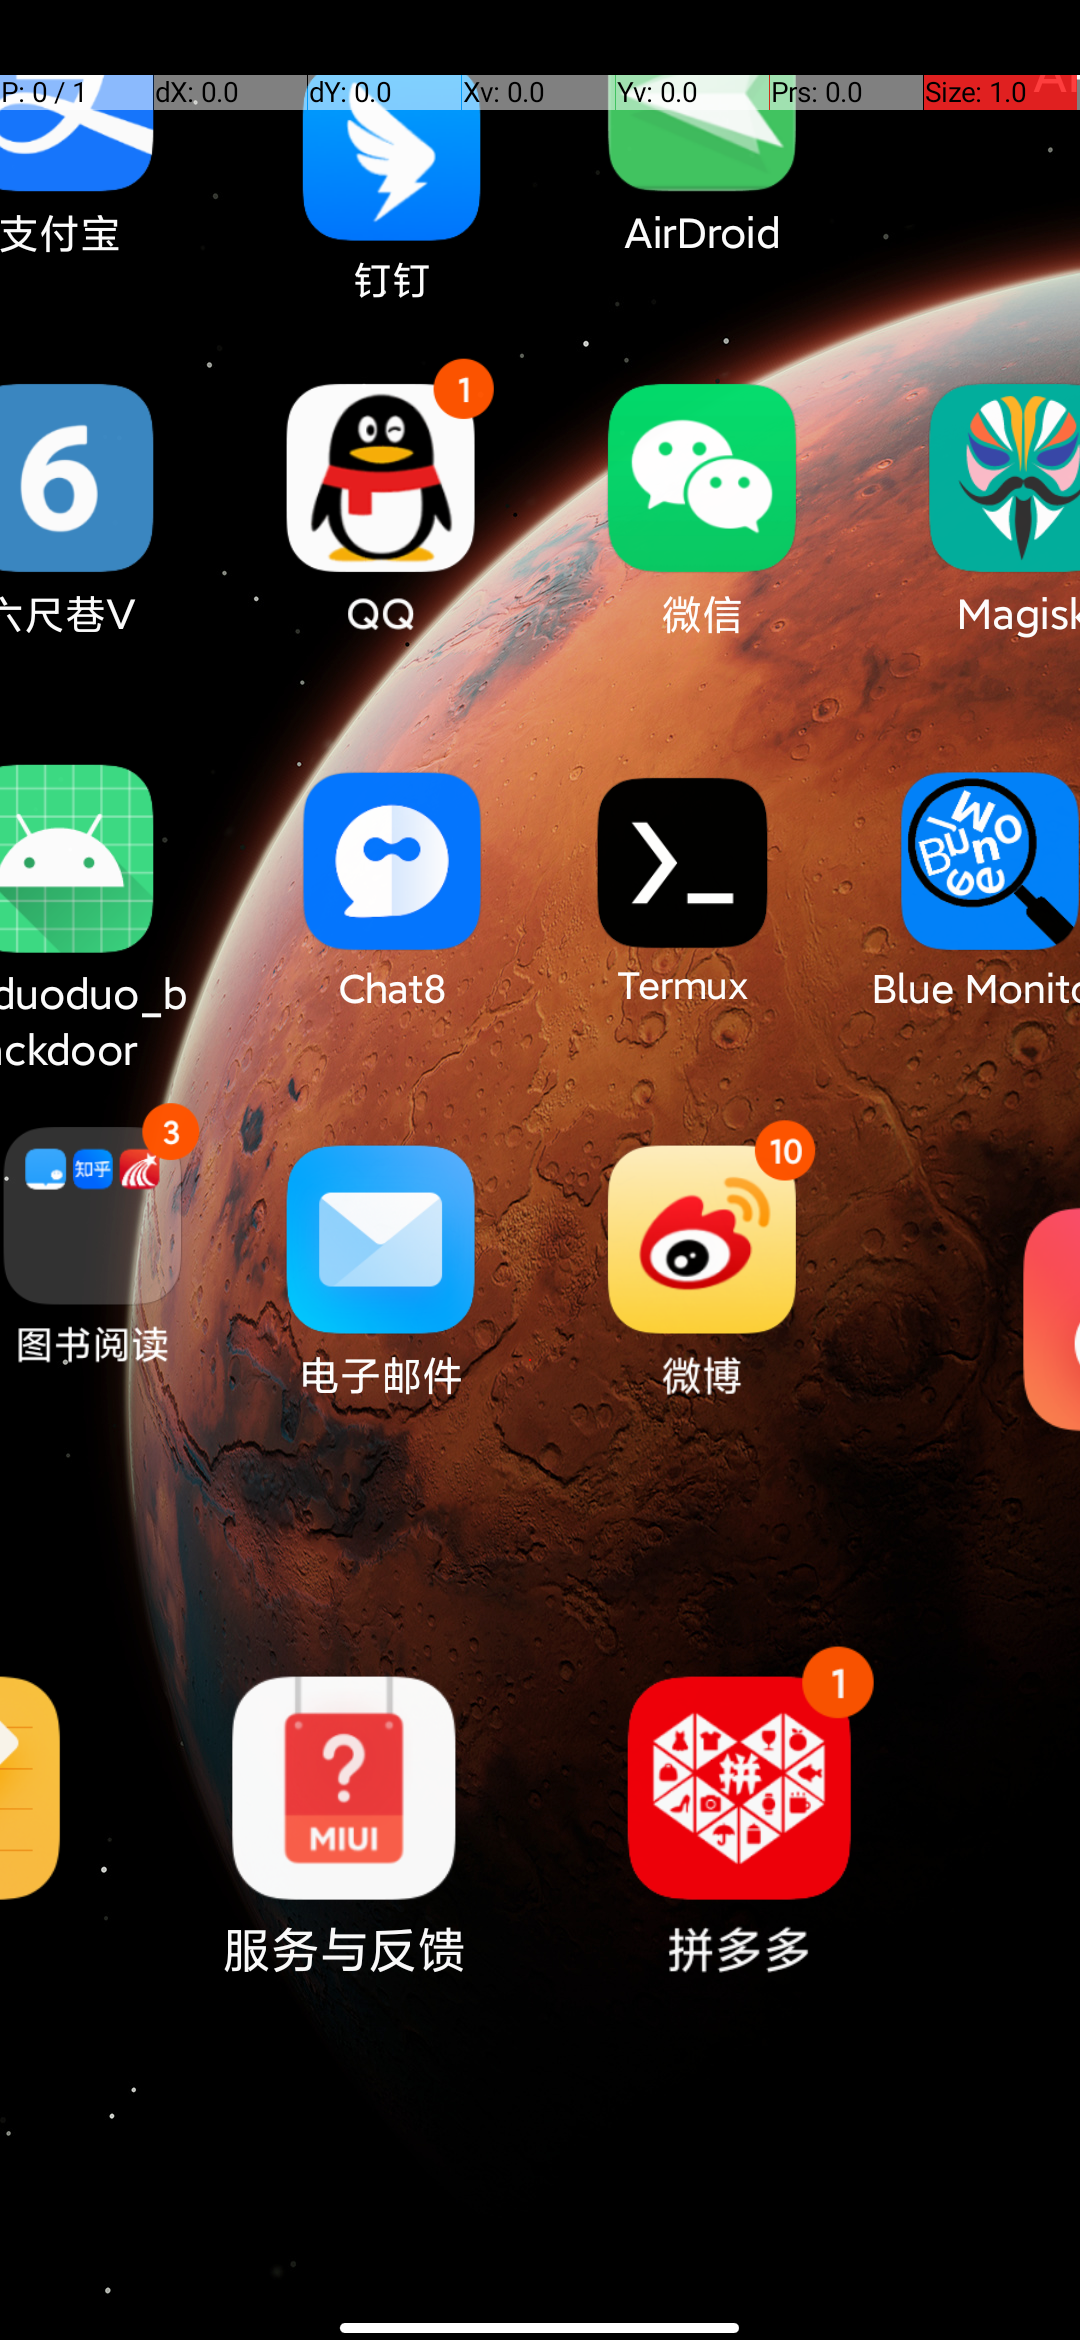 P: 0 / 1
dX: 0.0
dY: 0.0
Xv: 0.0
Yv: 0.0
Prs: 0.0
Size: 1.0
支付宝
钉钉
AirDroid
6
1
六尺巷V
QQ
微信
Magisk
duoduo_b
ckdoor
Chat8
Termux
Blue Monito
3
知乎
图书阅读
电子邮件
10
微博
?
MIUI
服务与反馈
1
拼
拼多多